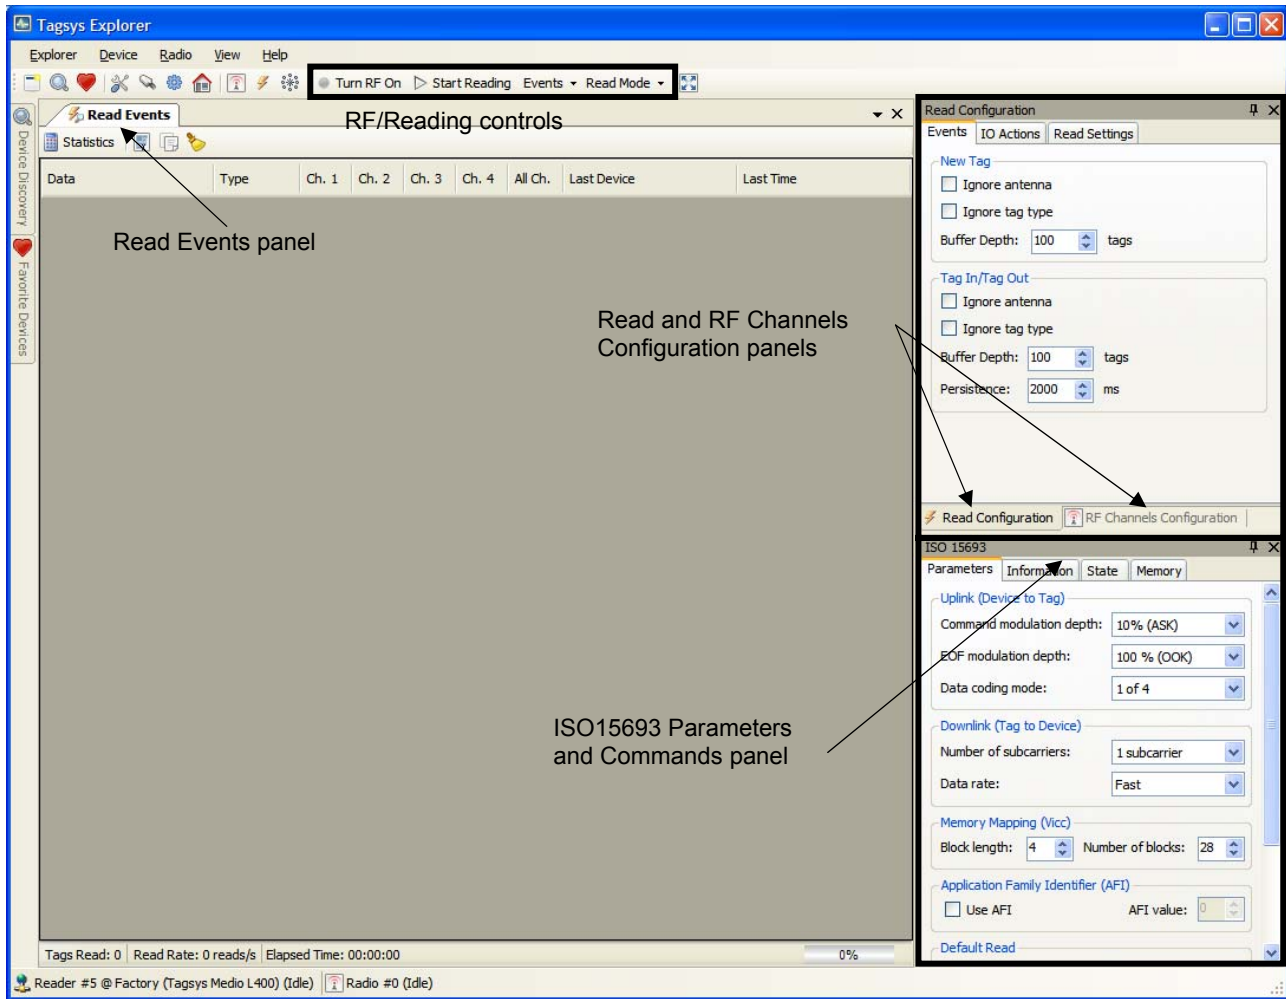 Tagsys Explorer
Explorer Device Radio View Help
Turn RF On Start Reading Events Read Mode
Read Events
RF/Reading controls
Statistics
Device Discovery
Favorite Devices
Data Type Ch. 1 Ch. 2 Ch. 3 Ch. 4 All Ch. Last Device Last Time
Read Events panel
Read and RF Channels
Configuration panels
ISO15693 Parameters
and Commands panel
Read Configuration
Events IO Actions Read Settings
New Tag
Ignore antenna
Ignore tag type
Buffer Depth: 100 tags
Tag In/Tag Out
Ignore antenna
Ignore tag type
Buffer Depth: 100 tags
Persistence: 2000 ms
Read Configuration RF Channels Configuration
ISO 15693
Parameters Information State Memory
Uplink (Device to Tag)
Command modulation depth: 10% (ASK)
EOF modulation depth: 100 % (OOK)
Data coding mode: 1 of 4
Downlink (Tag to Device)
Number of subcarriers: 1 subcarrier
Data rate: Fast
Memory Mapping (Vicc)
Block length: 4 Number of blocks: 28
Application Family Identifier (AFI)
Use AFI AFI value: 0
Default Read
Tags Read: 0 Read Rate: 0 reads/s Elapsed Time: 00:00:00 0%
Reader #5 @ Factory (Tagsys Medio L400) (Idle) Radio #0 (Idle)